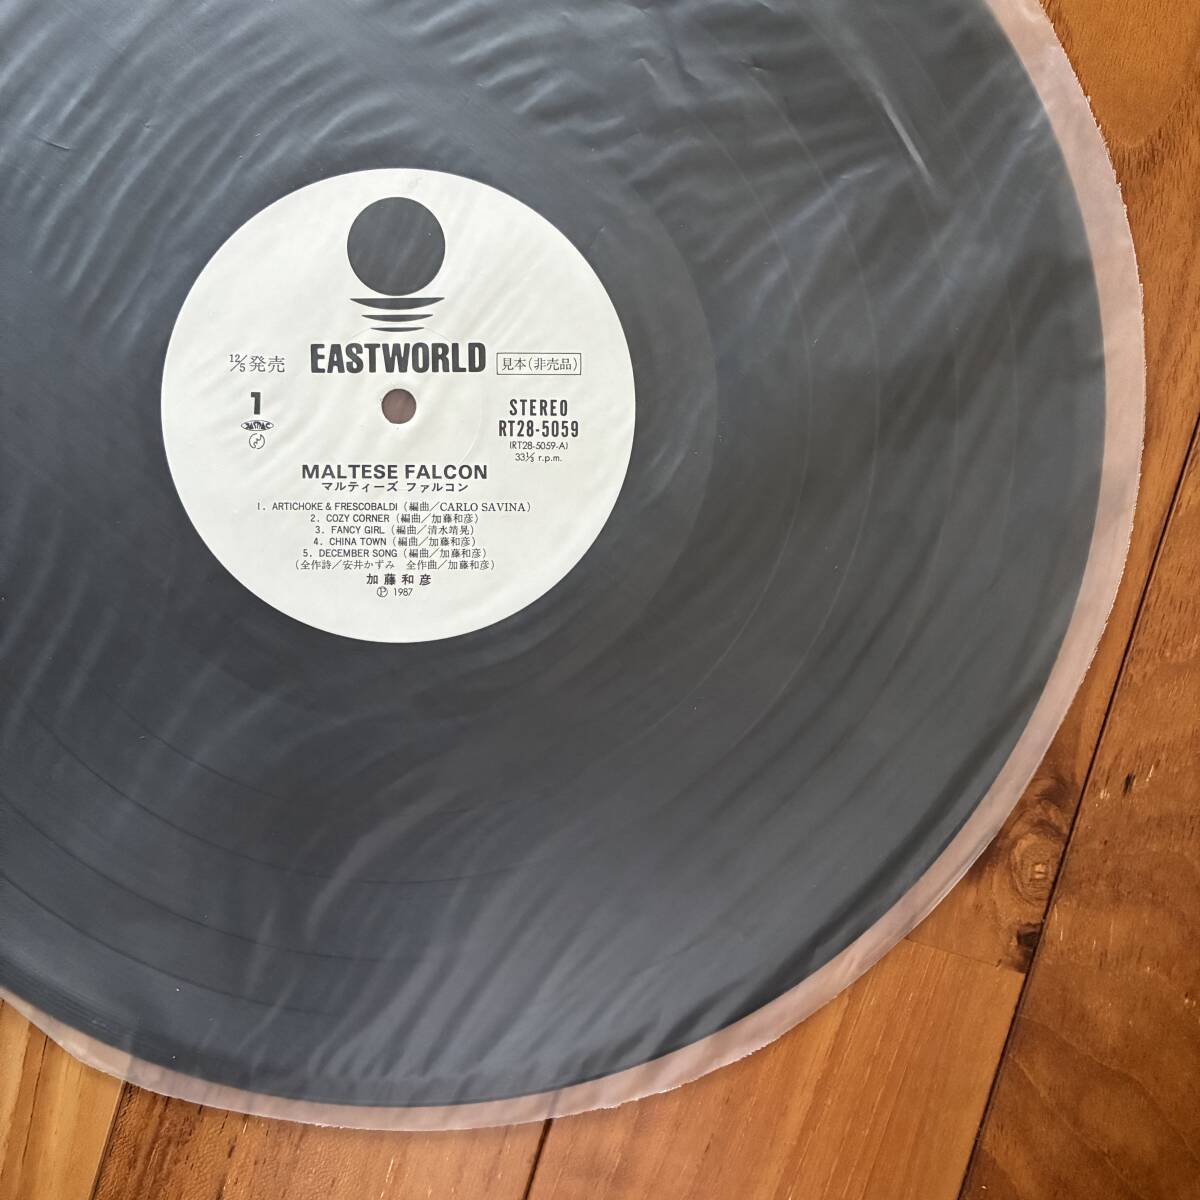 12/5発売 EASTWORLD 見本(非売品)
1 STEREO
JASRAC RT28-5059
(RT28-5059-A)
33⅓ r.p.m.
MALTESE FALCON
マルティーズ ファルコン
1. ARTICHOKE & FRESCOBALDI (編曲/CARLO SAVINA)
2. COZY CORNER (編曲/加藤和彦)
3. FANCY GIRL (編曲/清水靖晃)
4. CHINA TOWN (編曲/加藤和彦)
5. DECEMBER SONG (編曲/加藤和彦)
(全作詩/安井かずみ 全作曲/加藤和彦)
加藤和彦
Ⓟ 1987